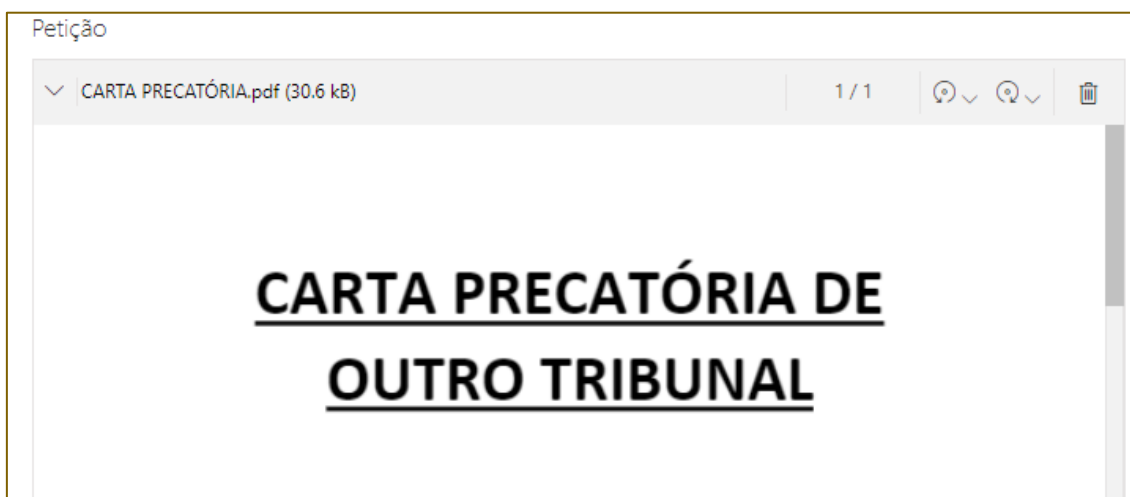 Petição
CARTA PRECATÓRIA.pdf (30.6 kB) 1 / 1
CARTA PRECATÓRIA DE
OUTRO TRIBUNAL